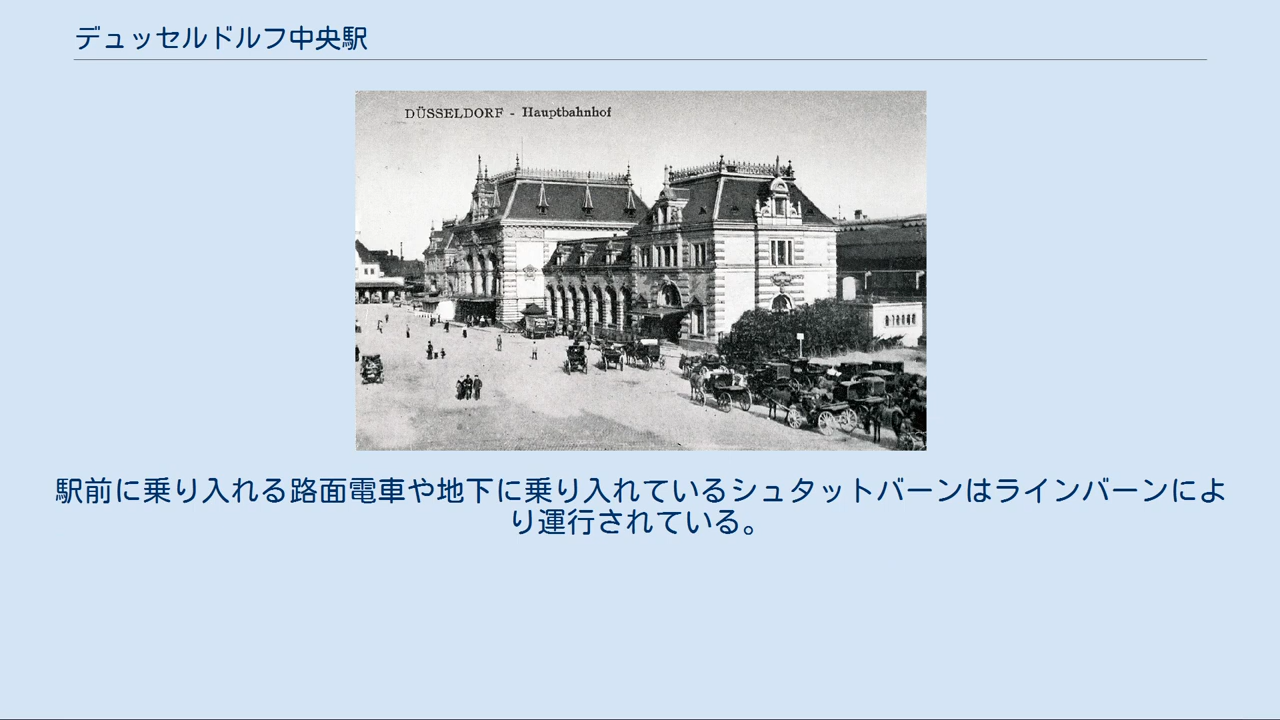 デュッセルドルフ中央駅
DÜSSELDORF - Hauptbahnhof
駅前に乗り入れる路面電車や地下に乗り入れているシュタットバーンはラインバーンによ
り運行されている。